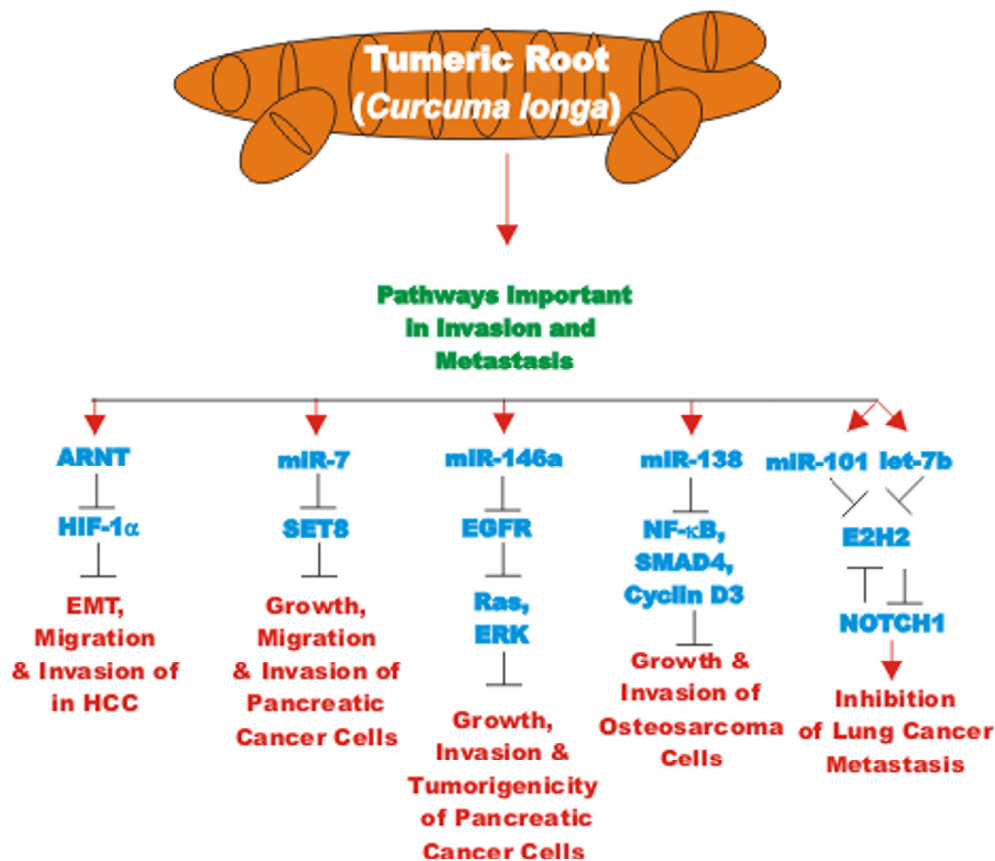 Tumeric Root
(Curcuma longa)
Pathways Important
in Invasion and
Metastasis
ARNT
HIF-1α
EMT,
Migration
& Invasion of
in HCC
miR-7
SET8
Growth,
Migration
& Invasion of
Pancreatic
Cancer Cells
miR-146a
EGFR
Ras,
ERK
Growth,
Invasion &
Tumorigenicity
of Pancreatic
Cancer Cells
miR-138
NF-κB,
SMAD4,
Cyclin D3
Growth &
Invasion of
Osteosarcoma
Cells
miR-101 let-7b
E2H2
NOTCH1
Inhibition
of Lung Cancer
Metastasis